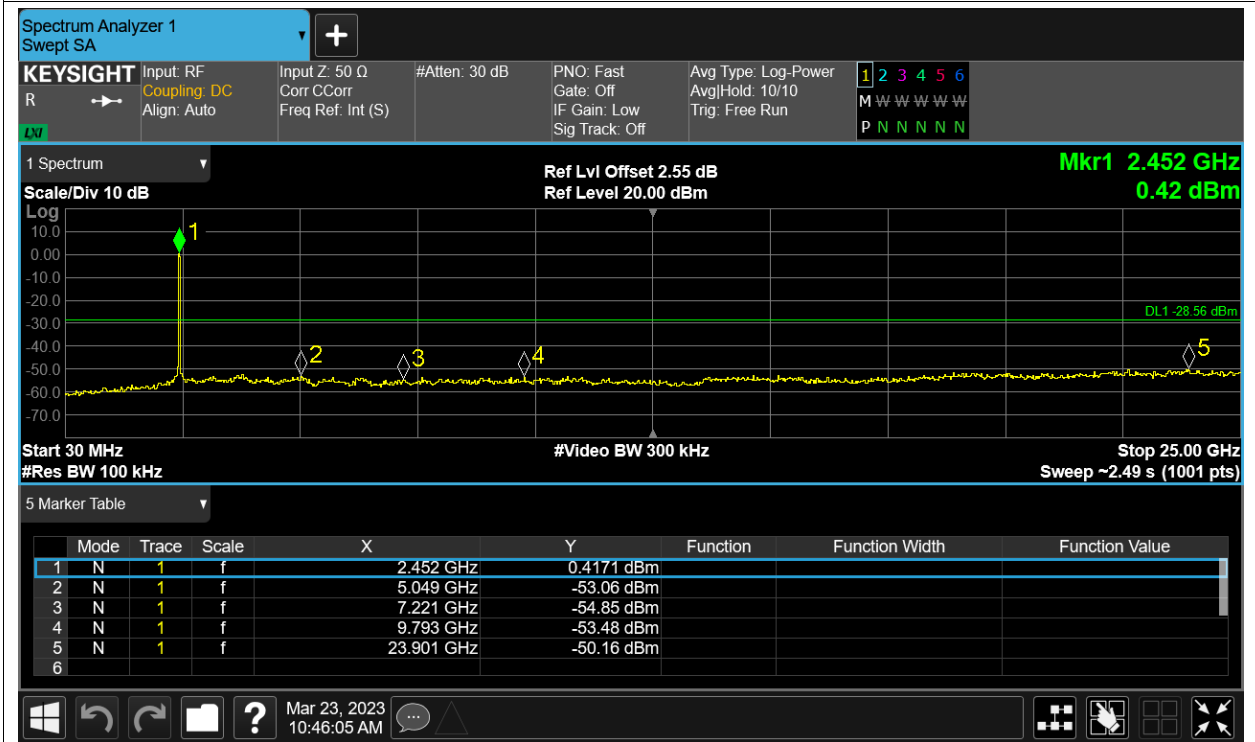 Spectrum Analyzer 1
Swept SA
KEYSIGHT
R
LXI
Input: RF
Coupling: DC
Align: Auto
Input Z: 50 Ω
Corr CCorr
Freq Ref: Int (S)
#Atten: 30 dB
PNO: Fast
Gate: Off
IF Gain: Low
Sig Track: Off
Avg Type: Log-Power
Avg|Hold: 10/10
Trig: Free Run
1 2 3 4 5 6
M W W W W W
P N N N N N
1 Spectrum
Scale/Div 10 dB
Ref Lvl Offset 2.55 dB
Ref Level 20.00 dBm
Mkr1 2.452 GHz
0.42 dBm
Log
10.0
0.00
-10.0
-20.0
-30.0
-40.0
-50.0
-60.0
-70.0
1
2
3
4
5
DL1 -28.56 dBm
Start 30 MHz
#Video BW 300 kHz
Stop 25.00 GHz
#Res BW 100 kHz
Sweep ~2.49 s (1001 pts)
5 Marker Table
Mode Trace Scale X Y Function Function Width Function Value
1 N 1 f 2.452 GHz 0.4171 dBm
2 N 1 f 5.049 GHz -53.06 dBm
3 N 1 f 7.221 GHz -54.85 dBm
4 N 1 f 9.793 GHz -53.48 dBm
5 N 1 f 23.901 GHz -50.16 dBm
6
?
Mar 23, 2023
10:46:05 AM